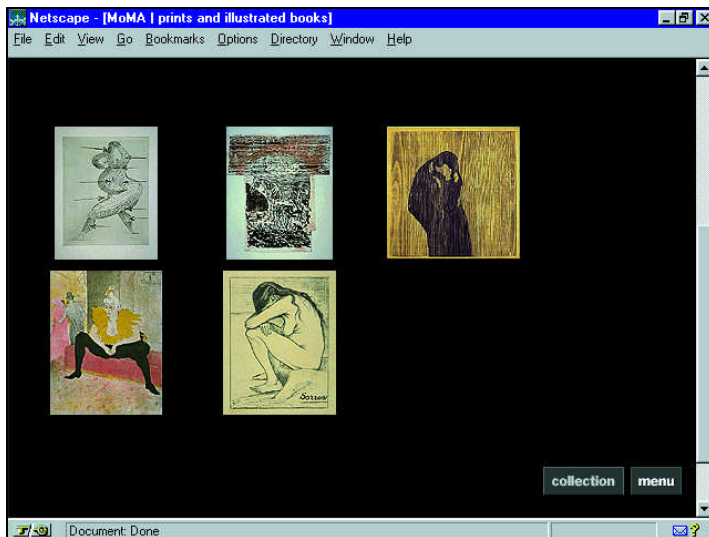 Netscape - [MoMA | prints and illustrated books]
File Edit View Go Bookmarks Options Directory Window Help
Sorrow
collection menu
Document: Done